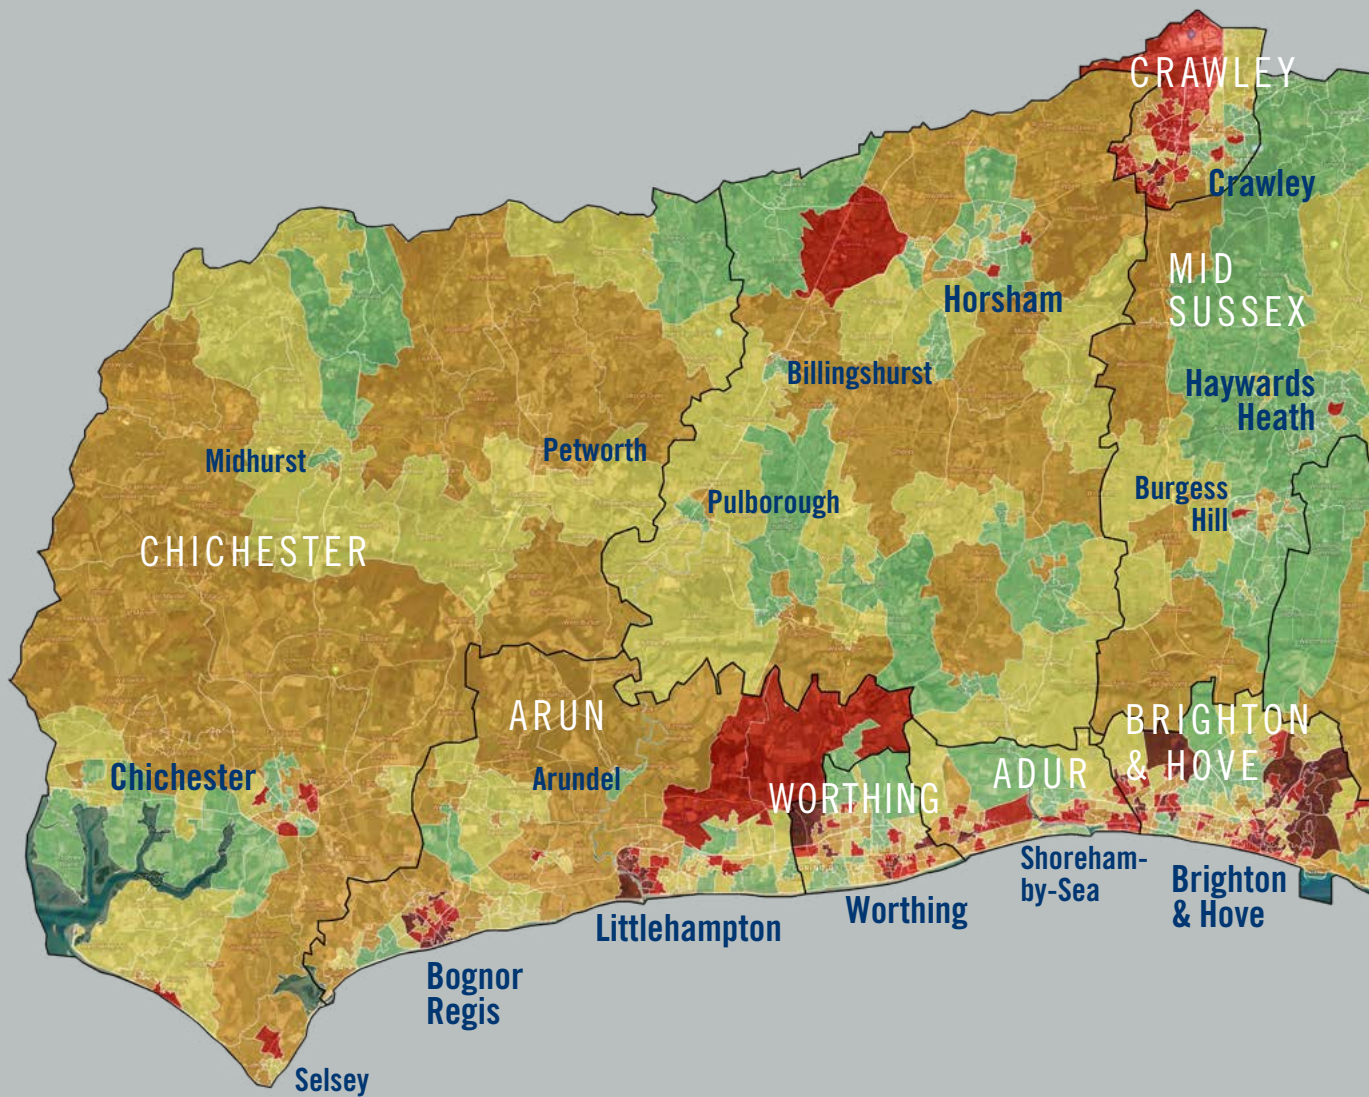 CRAWLEY
Crawley
MID
SUSSEX
Horsham
Billingshurst
Haywards
Heath
Midhurst
Petworth
Pulborough
Burgess
Hill
CHICHESTER
ARUN
BRIGHTON
& HOVE
Chichester
Arundel
WORTHING
ADUR
Shoreham-
by-Sea
Brighton
& Hove
Worthing
Littlehampton
Bognor
Regis
Selsey